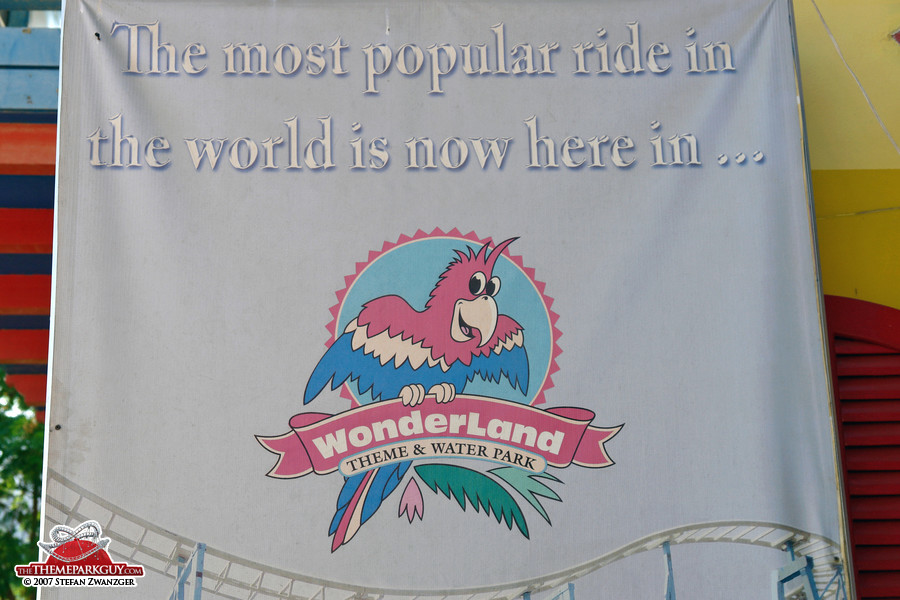 The most popular ride in
the world is now here in ...
WonderLand
THEME & WATER PARK
THETHEMEPARKGUY.COM
© 2007 STEFAN ZWANZGER